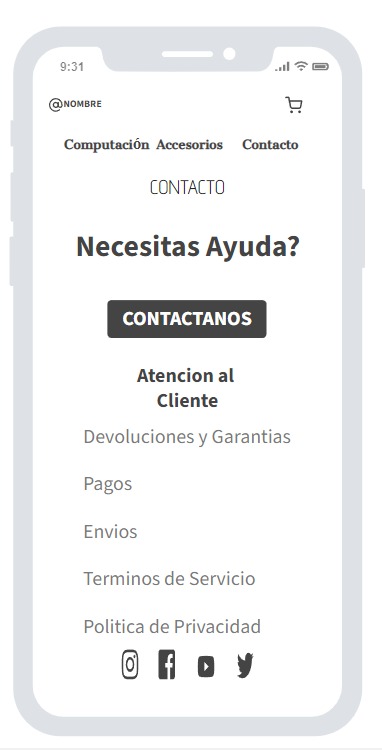 9:31
@NOMBRE
Computación Accesorios Contacto
CONTACTO
Necesitas Ayuda?
CONTACTANOS
Atencion al
Cliente
Devoluciones y Garantias
Pagos
Envios
Terminos de Servicio
Politica de Privacidad